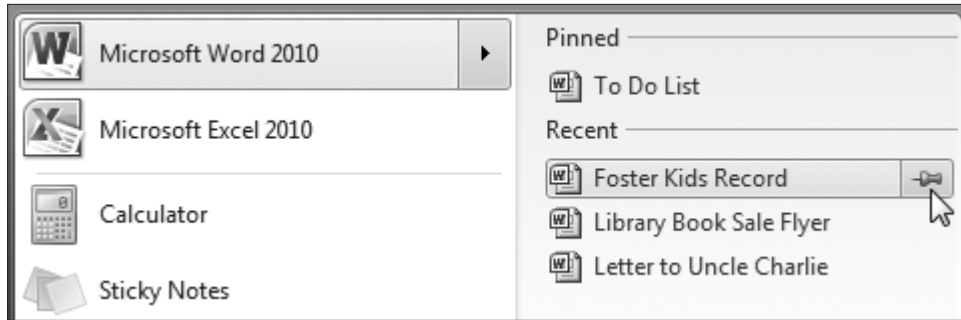 Microsoft Word 2010
Microsoft Excel 2010
Calculator
Sticky Notes
Pinned
To Do List
Recent
Foster Kids Record
Library Book Sale Flyer
Letter to Uncle Charlie